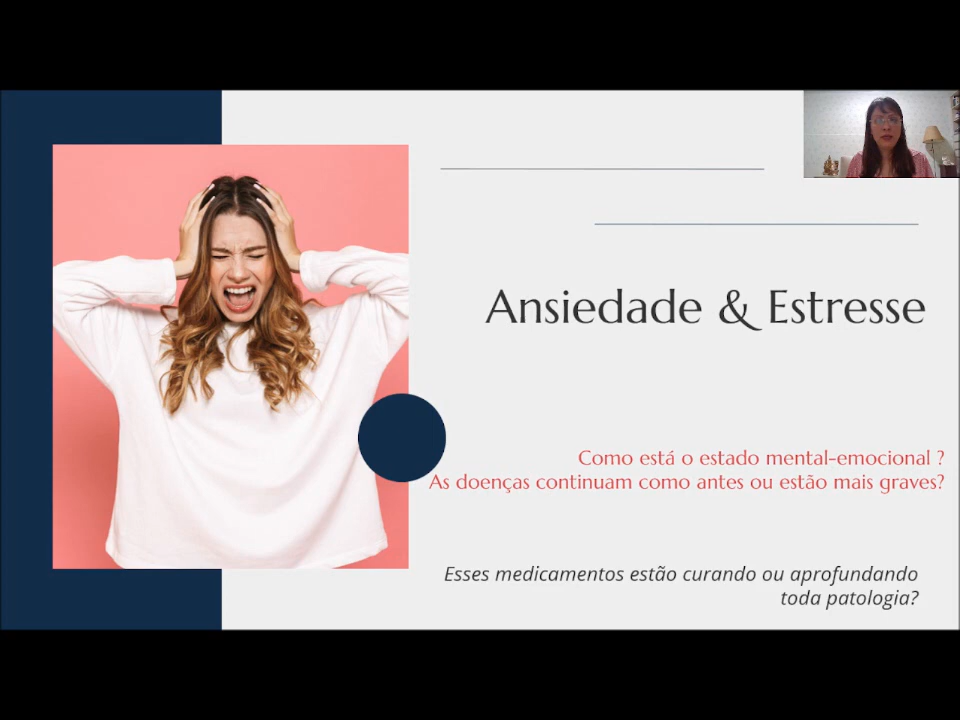 Ansiedade & Estresse
Como está o estado mental-emocional ?
As doenças continuam como antes ou estão mais graves?
Esses medicamentos estão curando ou aprofundando
toda patologia?